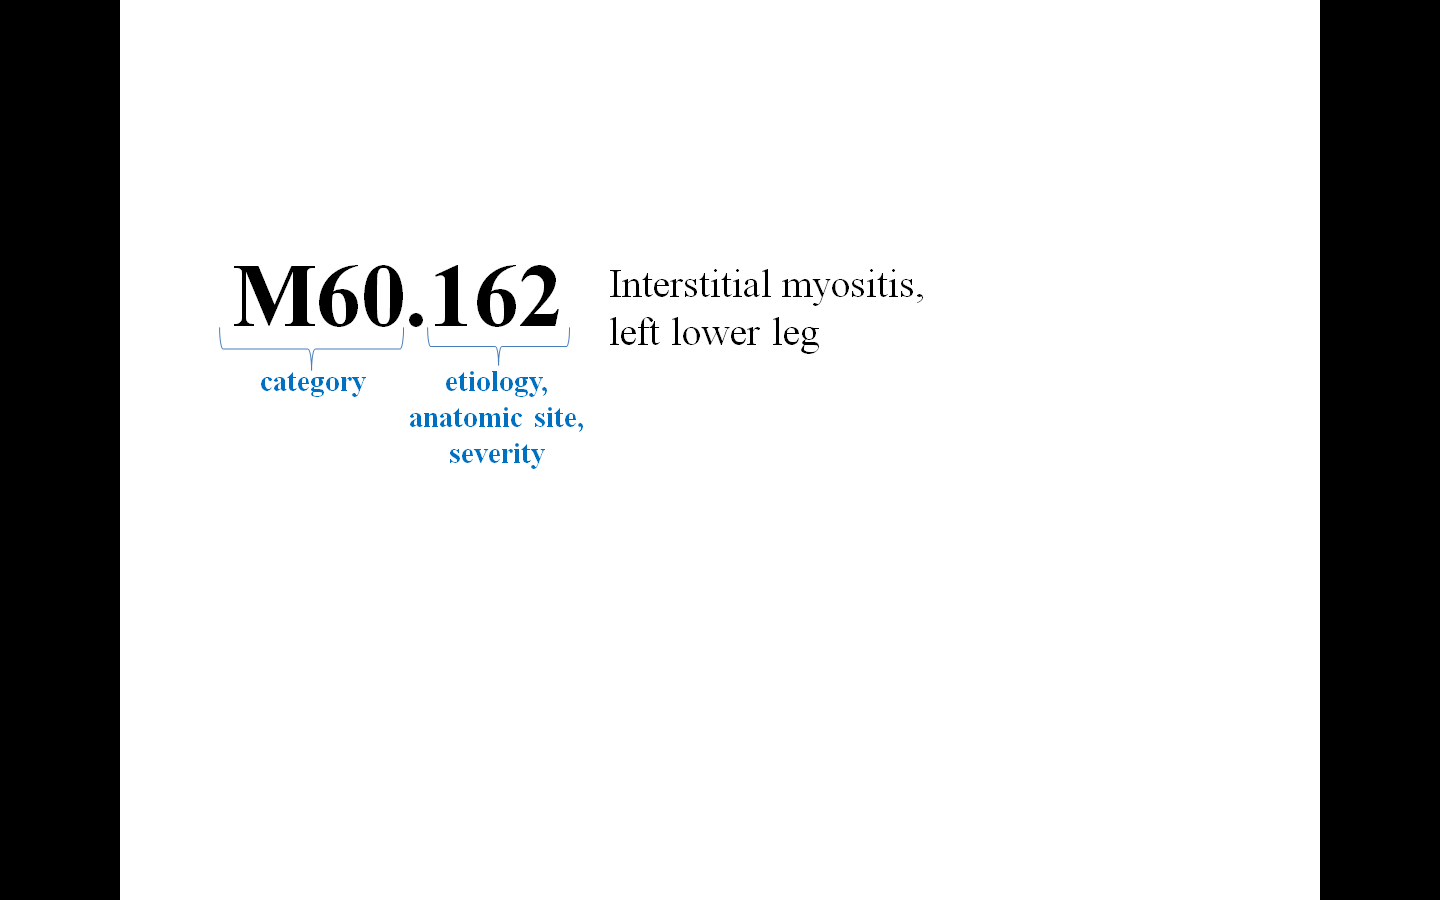 M60.162
Interstitial myositis,
left lower leg
category
etiology,
anatomic site,
severity